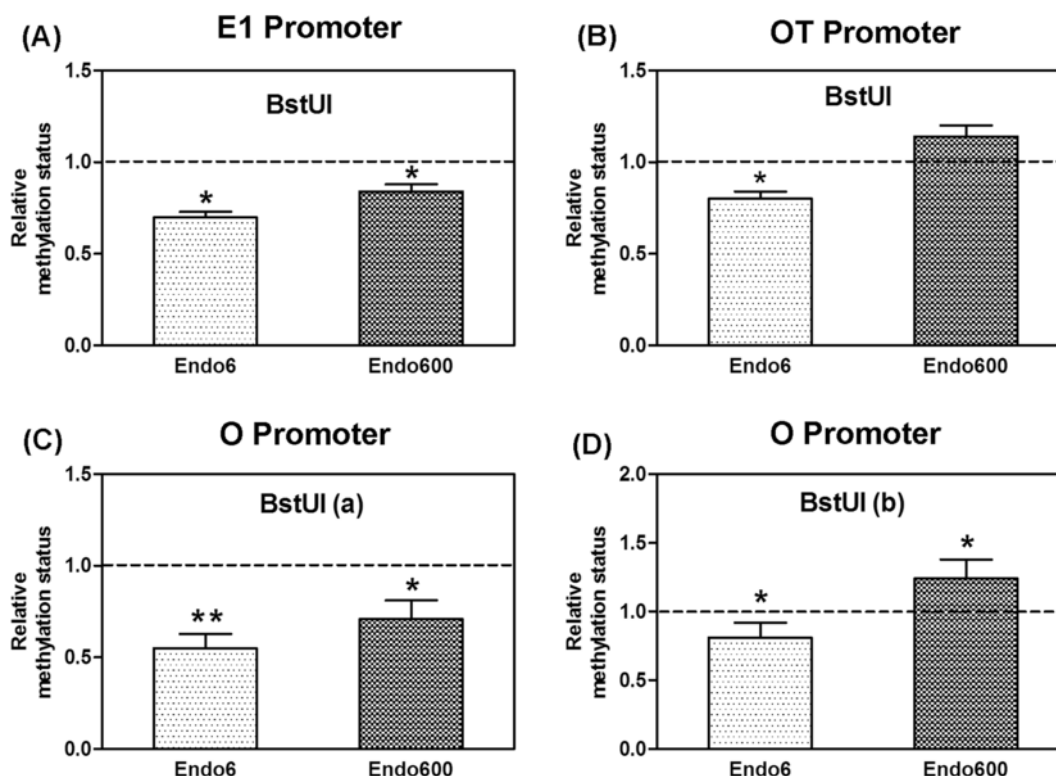 (A)
E1 Promoter
Relative
methylation status
1.5
1.0
0.5
0.0
BstUI
*
*
Endo6
Endo600
(B)
OT Promoter
Relative
methylation status
1.5
1.0
0.5
0.0
BstUI
*
Endo6
Endo600
(C)
O Promoter
Relative
methylation status
1.5
1.0
0.5
0.0
BstUI (a)
**
*
Endo6
Endo600
(D)
O Promoter
Relative
methylation status
2.0
1.5
1.0
0.5
0.0
BstUI (b)
*
*
Endo6
Endo600